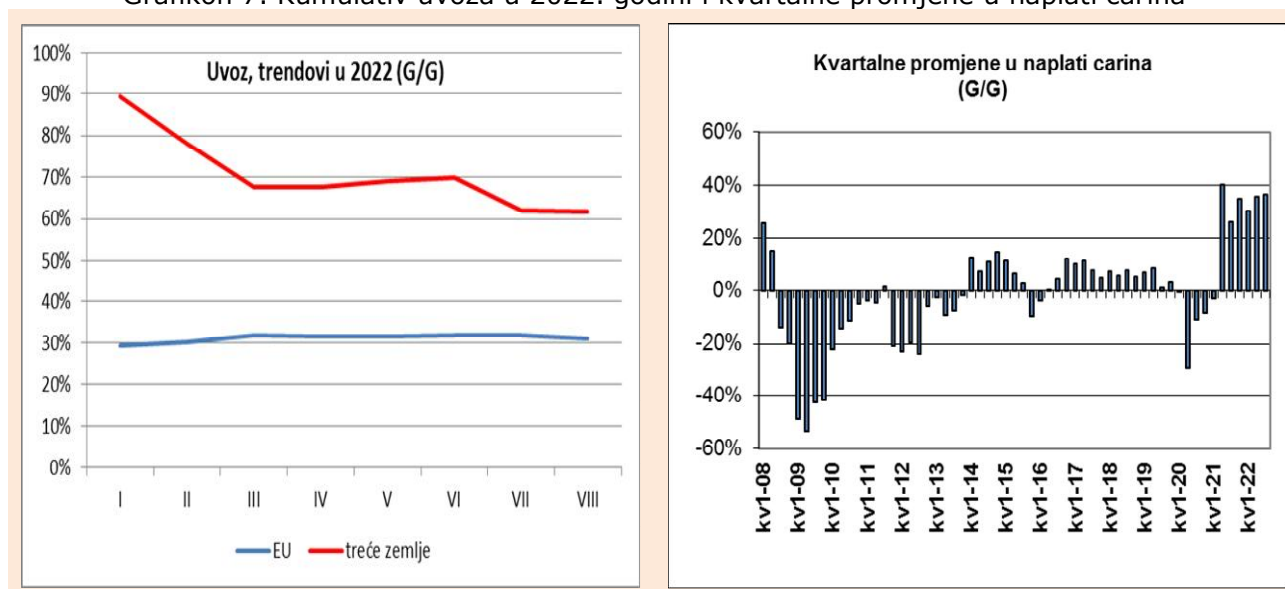 Grafikon 7. Kumulativ uvoza u 2022. godini i kvartalne promjene u naplati carina
Uvoz, trendovi u 2022 (G/G)
100%
90%
80%
70%
60%
50%
40%
30%
20%
10%
0%
I II III IV V VI VII VIII
EU treće zemlje
Kvartalne promjene u naplati carina
(G/G)
60%
40%
20%
0%
-20%
-40%
-60%
kv1-08 kv1-09 kv1-10 kv1-11 kv1-12 kv1-13 kv1-14 kv1-15 kv1-16 kv1-17 kv1-18 kv1-19 kv1-20 kv1-21 kv1-22